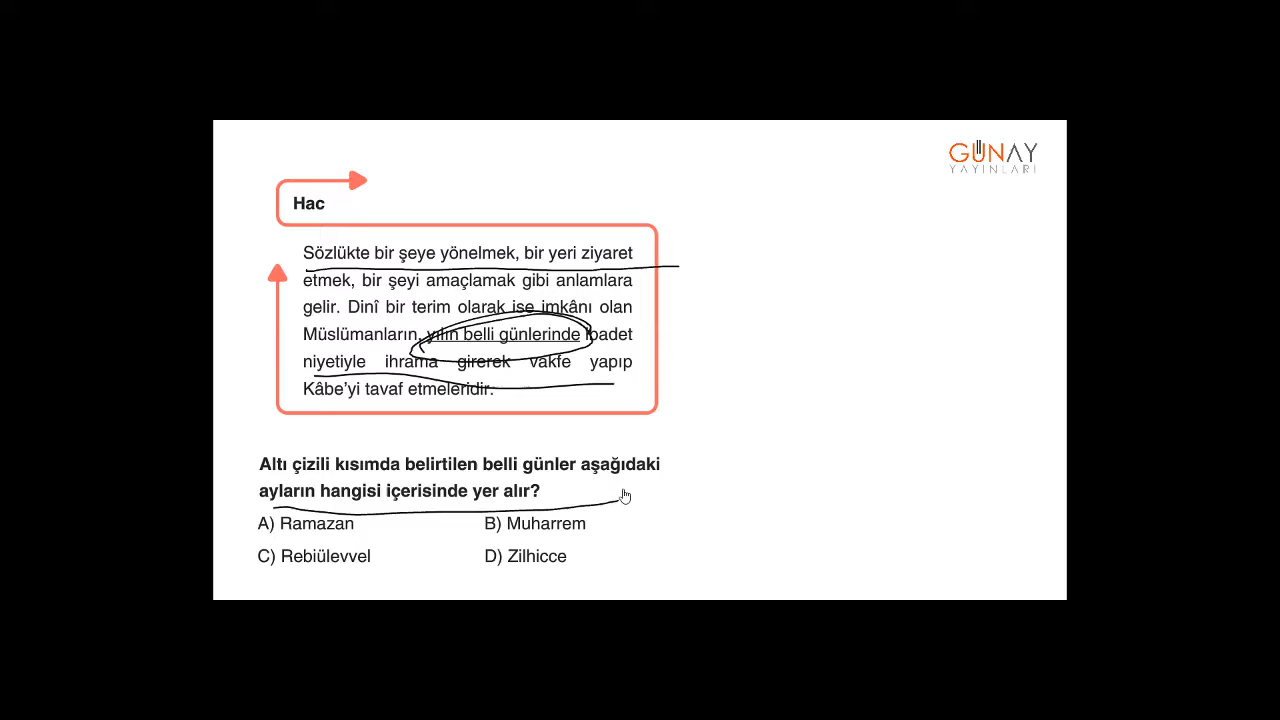 GÜNAY
YAYINLARI
Hac
Sözlükte bir şeye yönelmek, bir yeri ziyaret
etmek, bir şeyi amaçlamak gibi anlamlara
gelir. Dinî bir terim olarak ise imkânı olan
Müslümanların, yılın belli günlerinde ibadet
niyetiyle ihrama girerek vakfe yapıp
Kâbe'yi tavaf etmeleridir.
Altı çizili kısımda belirtilen belli günler aşağıdaki
ayların hangisi içerisinde yer alır?
A) Ramazan B) Muharrem
C) Rebiülevvel D) Zilhicce